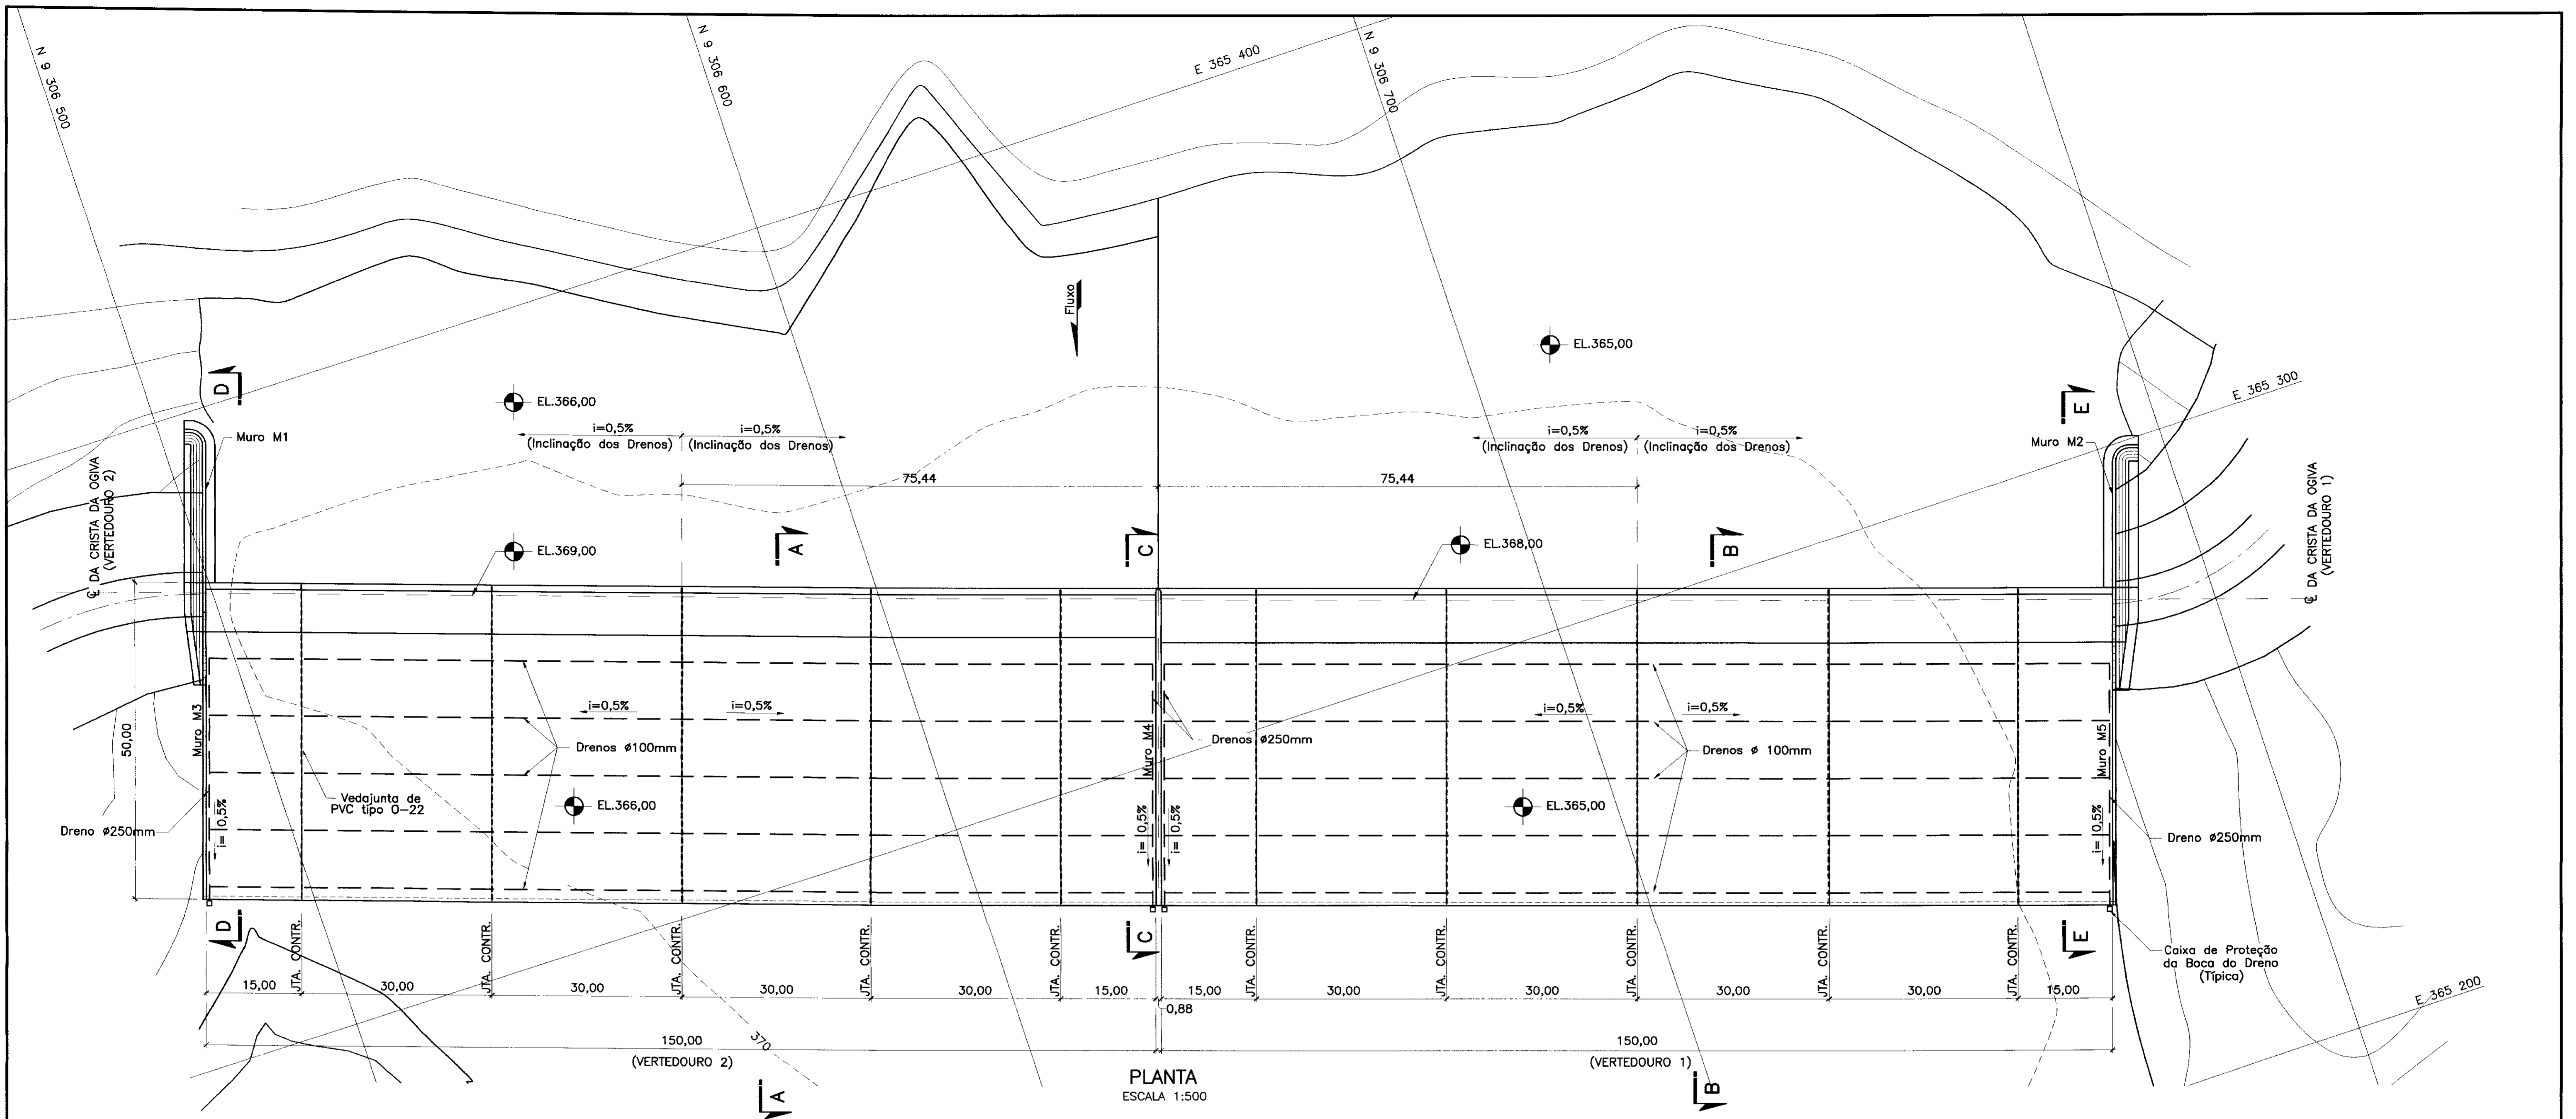 N 9 306 500
N 9 306 600
E 365 400
N 9 306 700
Fluxo
EL.365,00
D
EL.366,00
E
E 365 300
i=0,5%
(Inclinação dos Drenos)
i=0,5%
(Inclinação dos Drenos)
i=0,5%
(Inclinação dos Drenos)
i=0,5%
(Inclinação dos Drenos)
Muro M1
Muro M2
75,44
75,44
℄ DA CRISTA DA OGIVA
(VERTEDOURO 2)
℄ DA CRISTA DA OGIVA
(VERTEDOURO 1)
EL.369,00
A
C
EL.368,00
B
50,00
Muro M3
i=0,5%
i=0,5%
Drenos ø100mm
Muro M4
Drenos ø250mm
i=0,5%
i=0,5%
Drenos ø 100mm
Muro M5
Vedajunta de
PVC tipo O-22
EL.366,00
EL.365,00
Dreno ø250mm
i= 0,5%
i= 0,5%
i= 0,5%
i= 0,5%
Dreno ø250mm
D
C
E
JTA. CONTR.
JTA. CONTR.
JTA. CONTR.
JTA. CONTR.
JTA. CONTR.
JTA. CONTR.
JTA. CONTR.
JTA. CONTR.
JTA. CONTR.
JTA. CONTR.
Caixa de Proteção
da Boca do Dreno
(Típica)
15,00
30,00
30,00
30,00
30,00
15,00
15,00
30,00
30,00
30,00
30,00
15,00
0,88
E 365 200
150,00
(VERTEDOURO 2)
370
150,00
(VERTEDOURO 1)
PLANTA
ESCALA 1:500
A
B